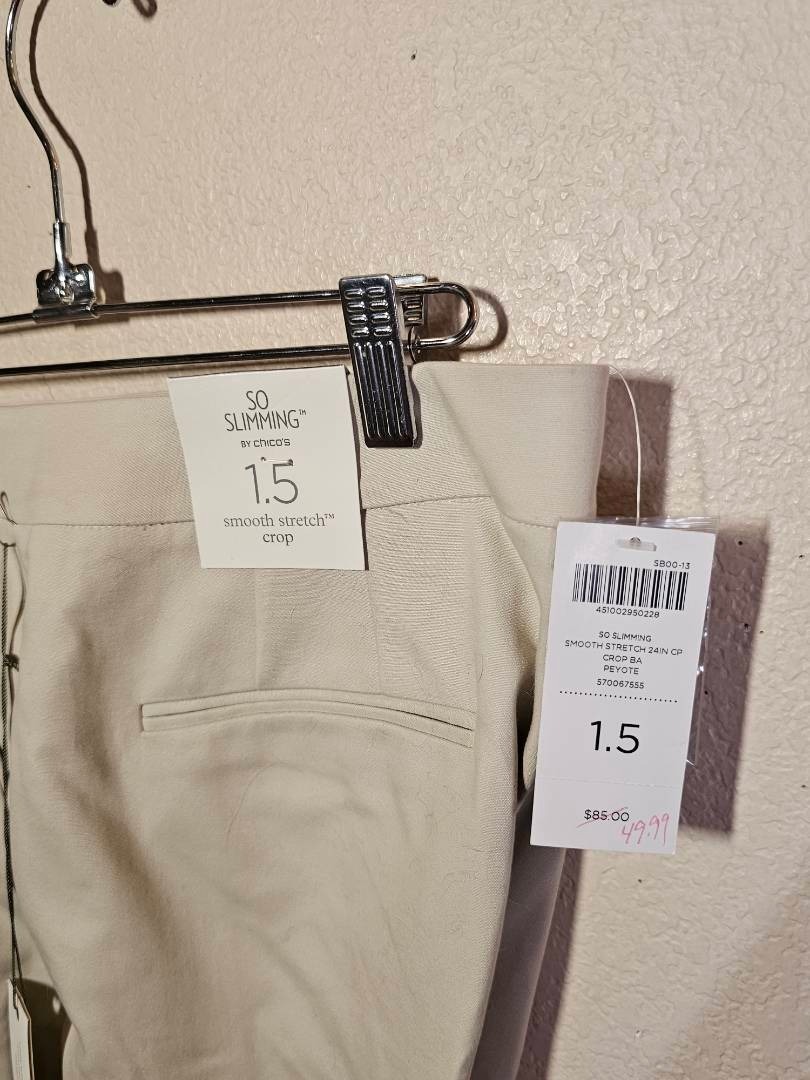 SO
SLIMMING™
BY chico's
1.5
smooth stretch™
crop
SB00-13
451002950228
SO SLIMMING
SMOOTH STRETCH 24IN CP
CROP BA
PEYOTE
570067555
1.5
$85.00
49.99